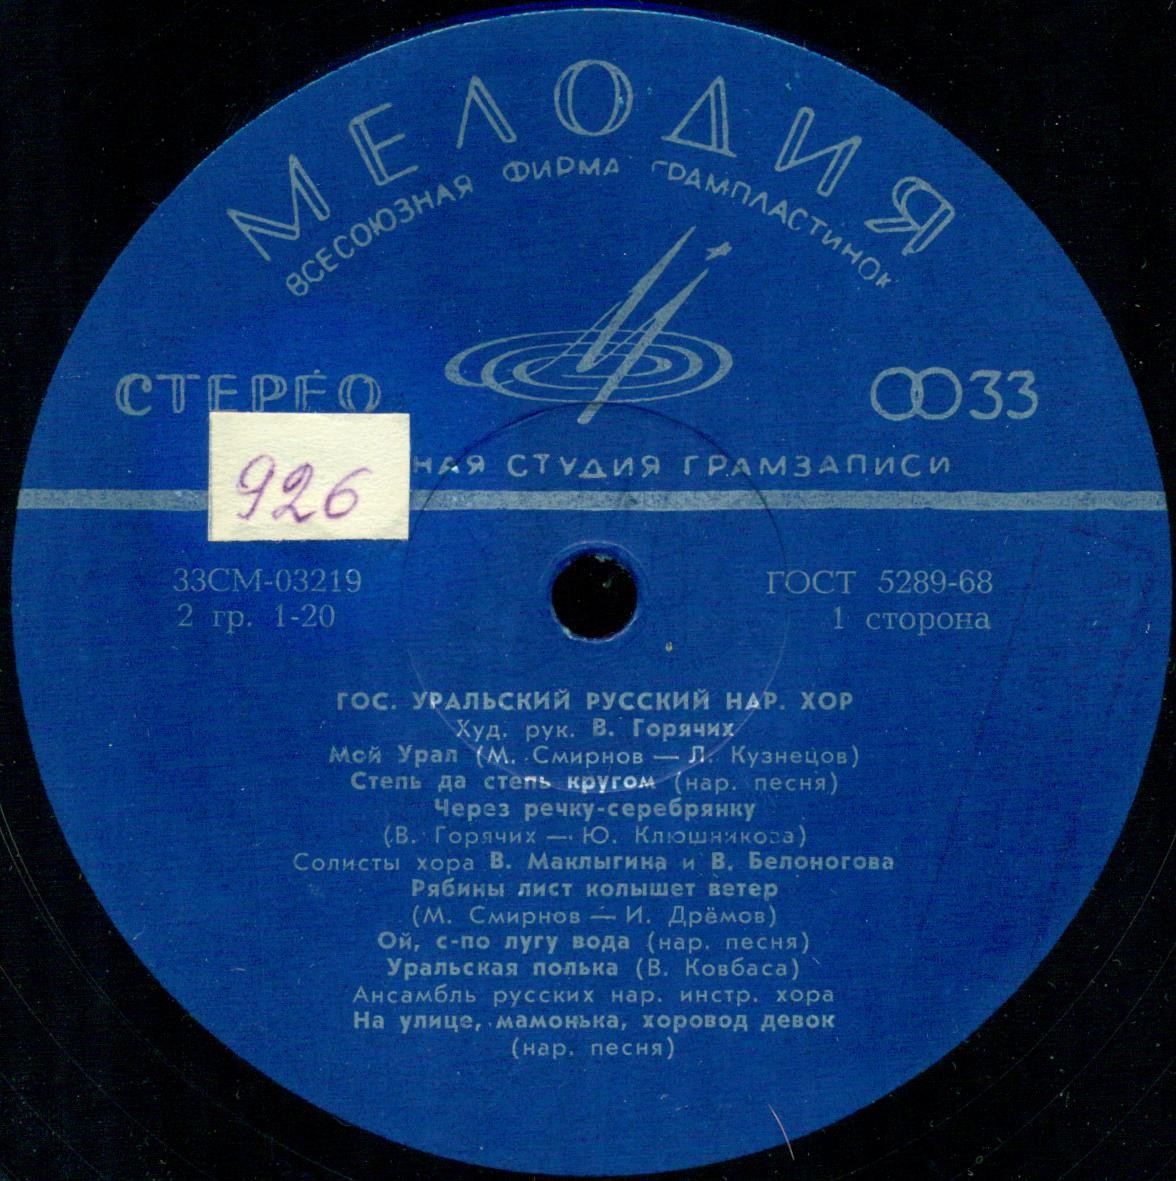 МЕЛОДИЯ
ВСЕСОЮЗНАЯ ФИРМА ГРАМПЛАСТИНОК
СТЕРЕО
33
НАЯ СТУДИЯ ГРАМЗАПИСИ
926
33СМ-03219
2 гр. 1-20
ГОСТ 5289-68
1 сторона
ГОС. УРАЛЬСКИЙ РУССКИЙ НАР. ХОР
Худ. рук. В. Горячих
Мой Урал (М. Смирнов — Л. Кузнецов)
Степь да степь кругом (нар. песня)
Через речку-серебрянку
(В. Горячих — Ю. Клюшникова)
Солисты хора В. Маклыгина и В. Белоногова
Рябины лист колышет ветер
(М. Смирнов — И. Дрёмов)
Ой, с-по лугу вода (нар. песня)
Уральская полька (В. Ковбаса)
Ансамбль русских нар. инстр. хора
На улице, мамонька, хоровод девок
(нар. песня)